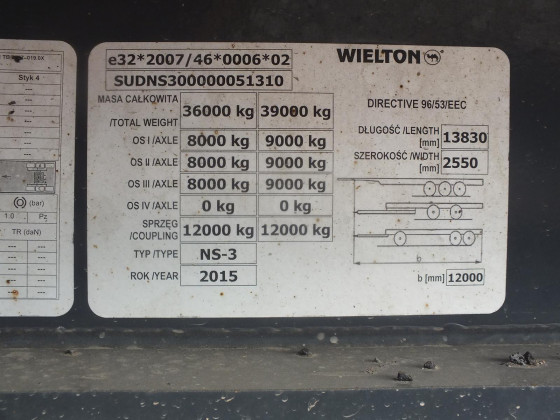 Styk 4
(bar)
1.0 Pz
TR (daN)
e32*2007/46*0006*02
WIELTON
SUDNS300000051310
MASA CAŁKOWITA
/TOTAL WEIGHT 36000 kg 39000 kg
OS I /AXLE 8000 kg 9000 kg
OS II /AXLE 8000 kg 9000 kg
OS III /AXLE 8000 kg 9000 kg
OS IV /AXLE 0 kg 0 kg
SPRZĘG
/COUPLING 12000 kg 12000 kg
TYP /TYPE NS-3
ROK /YEAR 2015
DIRECTIVE 96/53/EEC
DŁUGOŚĆ /LENGTH
[mm] 13830
SZEROKOŚĆ /WIDTH
[mm] 2550
b
b [mm] 12000